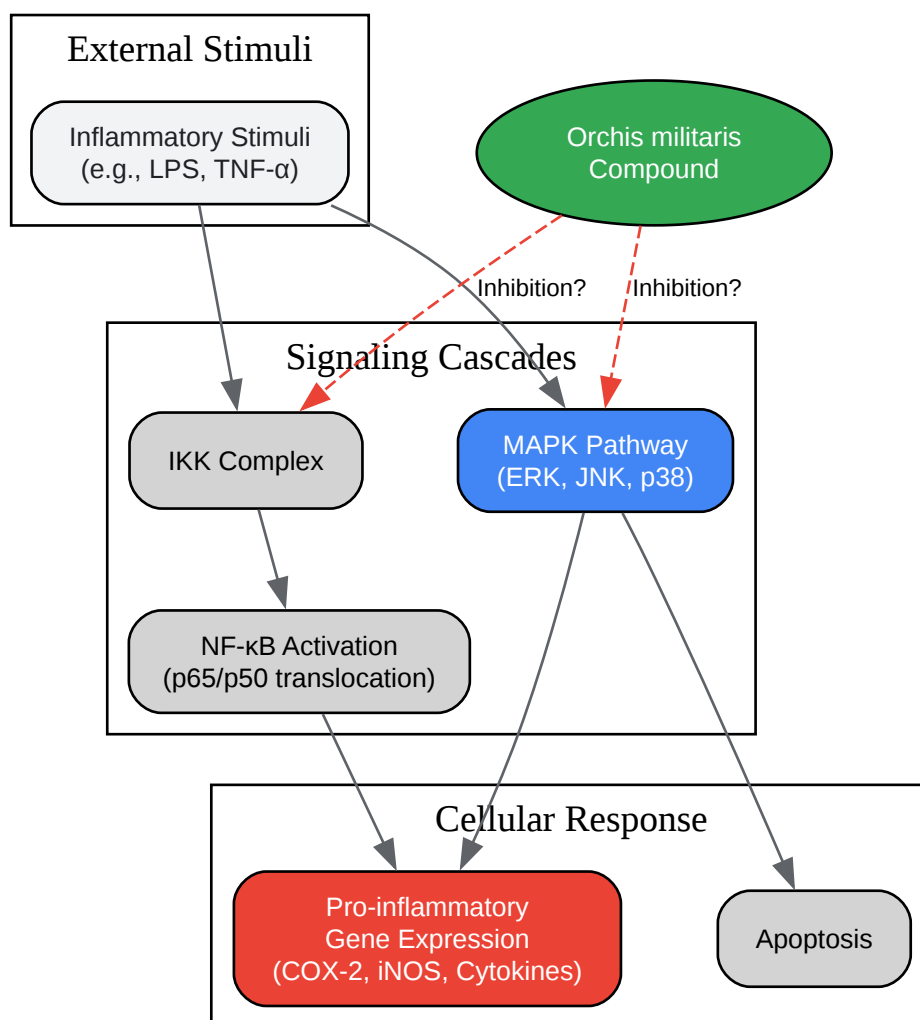 External Stimuli
Inflammatory Stimuli
(e.g., LPS, TNF-α)
Orchis militaris
Compound
Inhibition?
Inhibition?
Signaling Cascades
IKK Complex
MAPK Pathway
(ERK, JNK, p38)
NF-κB Activation
(p65/p50 translocation)
Cellular Response
Pro-inflammatory
Gene Expression
(COX-2, iNOS, Cytokines)
Apoptosis